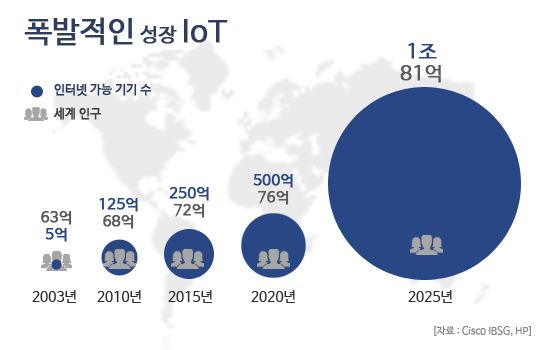 폭발적인 성장 IoT
인터넷 가능 기기 수
세계 인구
63억
5억
2003년
125억
68억
2010년
250억
72억
2015년
500억
76억
2020년
1조
81억
2025년
[자료 : Cisco IBSG, HP]